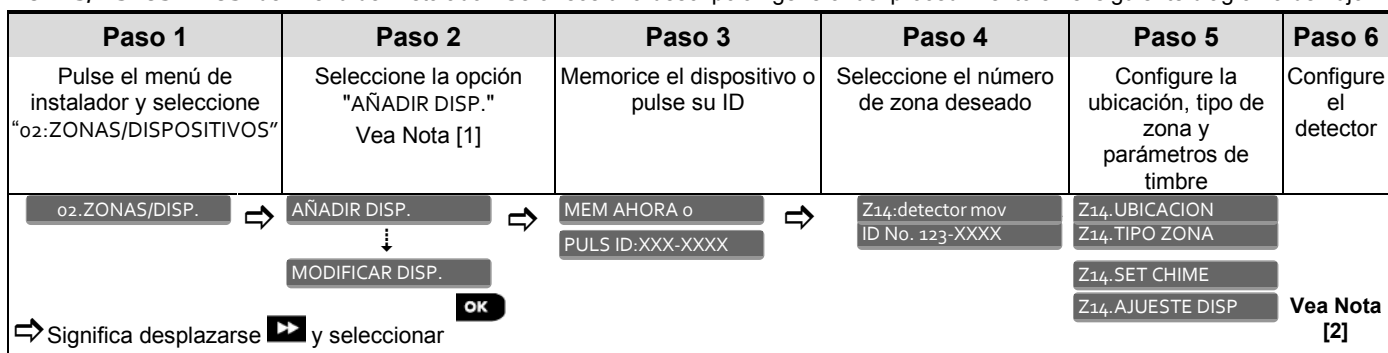 Paso 1
Paso 2
Paso 3
Paso 4
Paso 5
Paso 6
Pulse el menú de
instalador y seleccione
“02:ZONAS/DISPOSITIVOS”
Seleccione la opción
"AÑADIR DISP."
Vea Nota [1]
Memorice el dispositivo o
pulse su ID
Seleccione el número
de zona deseado
Configure la
ubicación, tipo de
zona y
parámetros de
timbre
Configure
el
detector
02.ZONAS/DISP.
⇨
AÑADIR DISP.
MODIFICAR DISP.
OK
⇨
MEM AHORA o
PULS ID:XXX-XXXX
⇨
Z14:detector mov
ID No. 123-XXXX
Z14.UBICACION
Z14.TIPO ZONA
Z14.SET CHIME
Z14.AJUESTE DISP
Vea Nota
[2]
⇨ Significa desplazarse y seleccionar